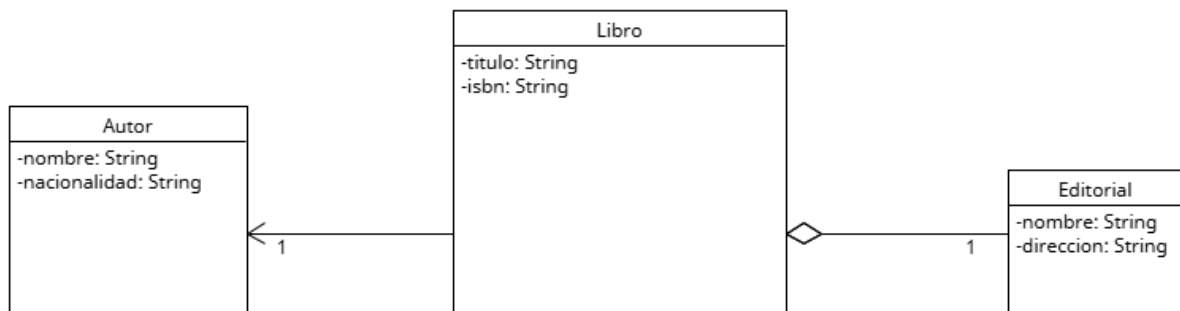 Libro
-titulo: String
-isbn: String
Autor
-nombre: String
-nacionalidad: String
1
Editorial
-nombre: String
-direccion: String
1